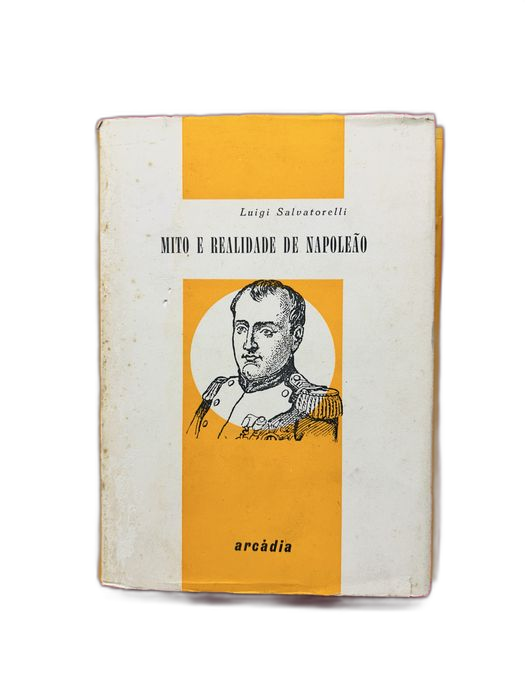 Luigi Salvatorelli
MITO E REALIDADE DE NAPOLEÃO
arcádia